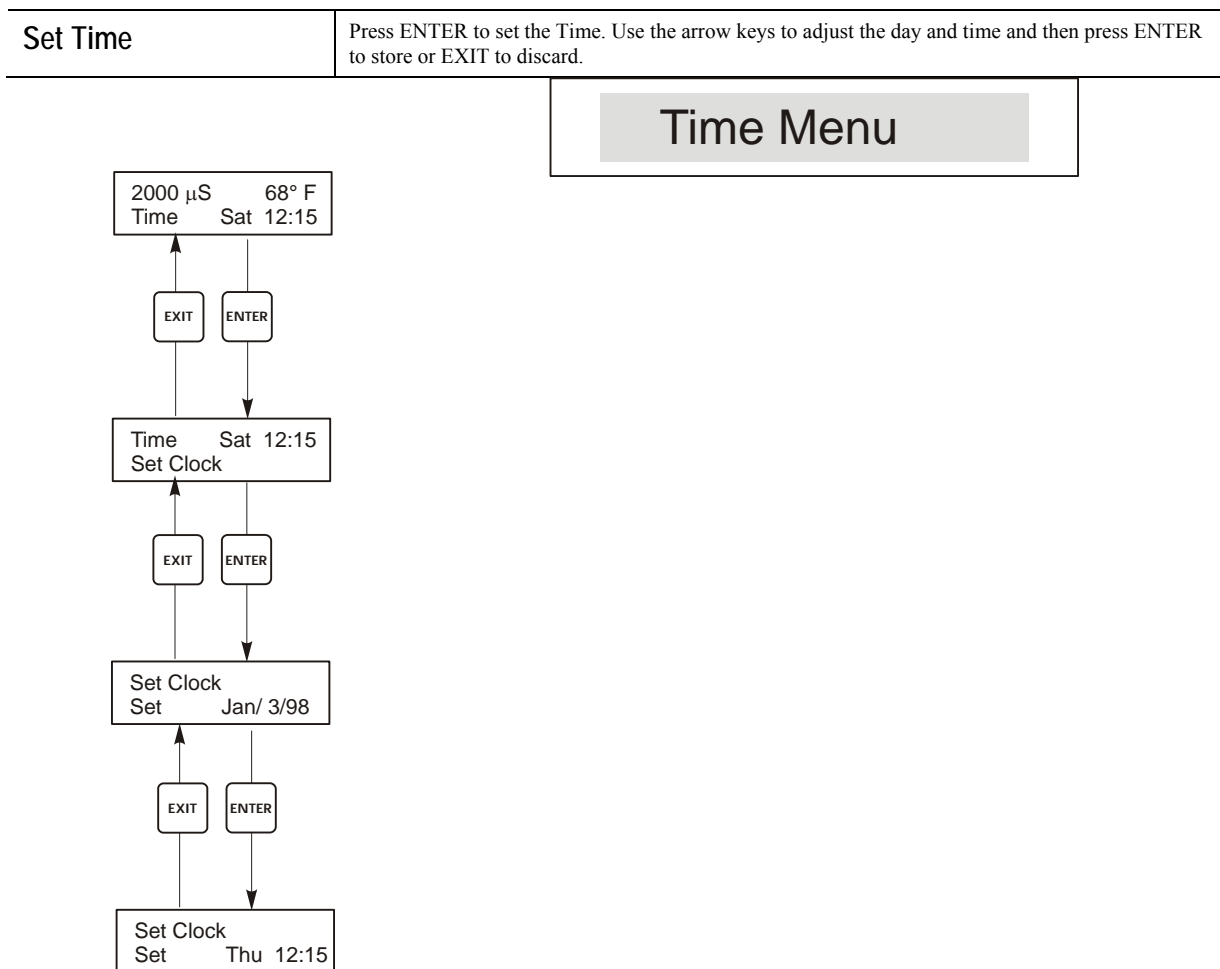 Set Time
Press ENTER to set the Time. Use the arrow keys to adjust the day and time and then press ENTER
to store or EXIT to discard.
Time Menu
2000 μS 68° F
Time Sat 12:15
EXIT ENTER
Time Sat 12:15
Set Clock
EXIT ENTER
Set Clock
Set Jan/ 3/98
EXIT ENTER
Set Clock
Set Thu 12:15